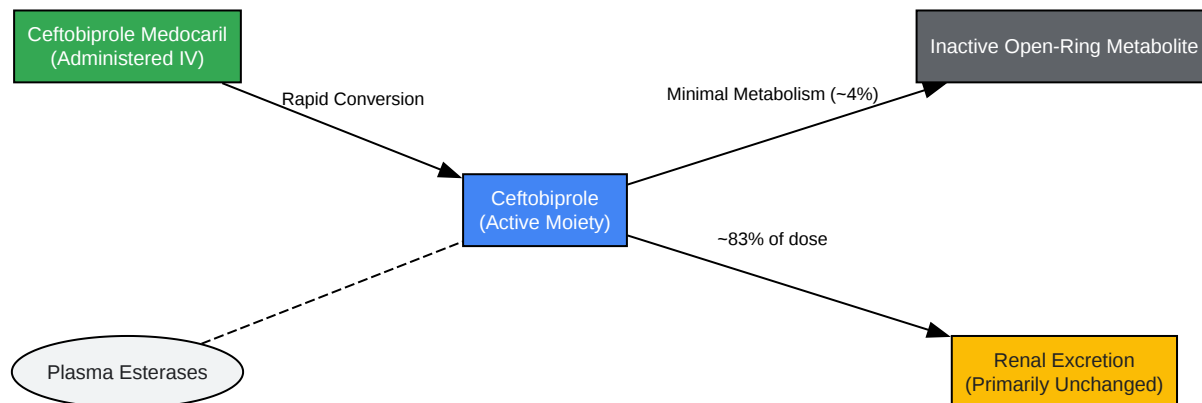 Ceftobiprole Medocaril
(Administered IV)
Inactive Open-Ring Metabolite
Rapid Conversion
Minimal Metabolism (~4%)
Ceftobiprole
(Active Moiety)
~83% of dose
Plasma Esterases
Renal Excretion
(Primarily Unchanged)